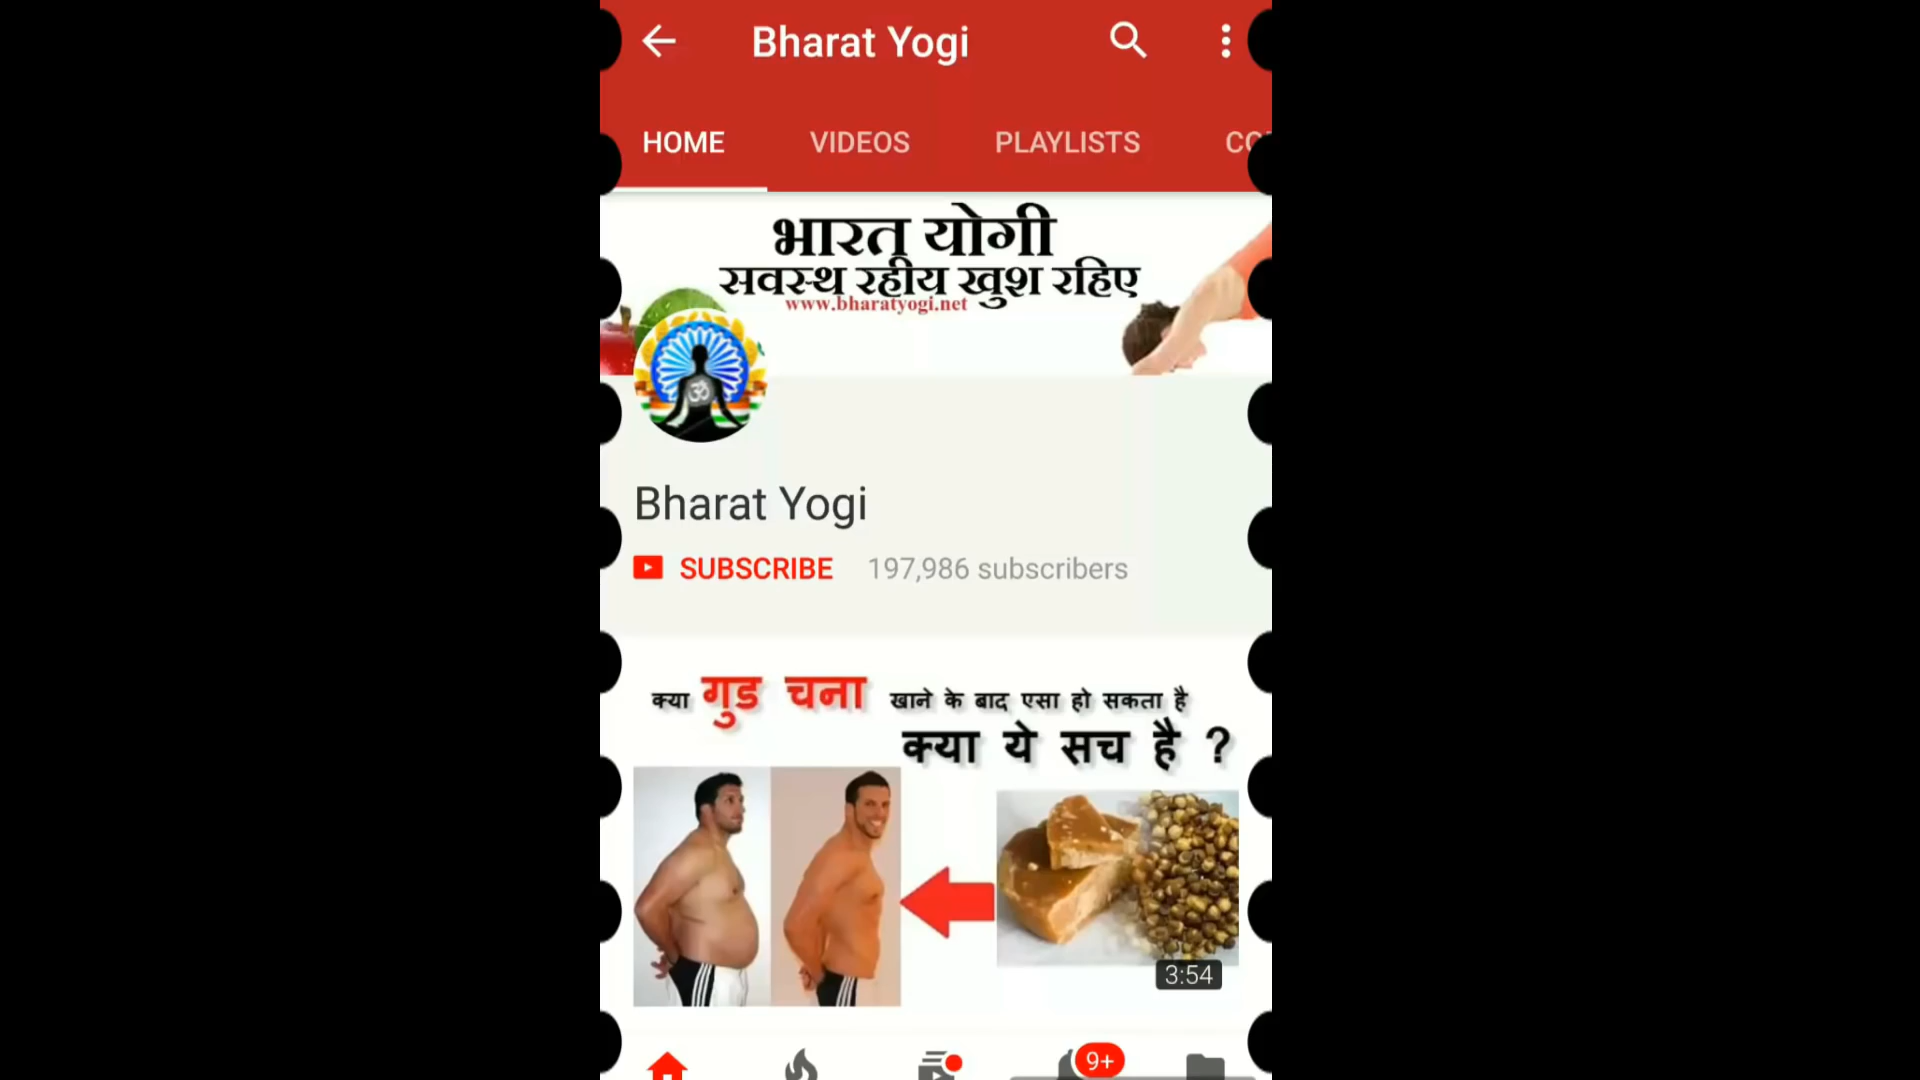 Bharat Yogi
HOME VIDEOS PLAYLISTS
भारत योगी
सवस्थ रहीय खुश रहिए
www.bharatyogi.net
ॐ
Bharat Yogi
SUBSCRIBE 197,986 subscribers
क्या गुड चना खाने के बाद एसा हो सकता है
क्या ये सच है ?
3:54
9+